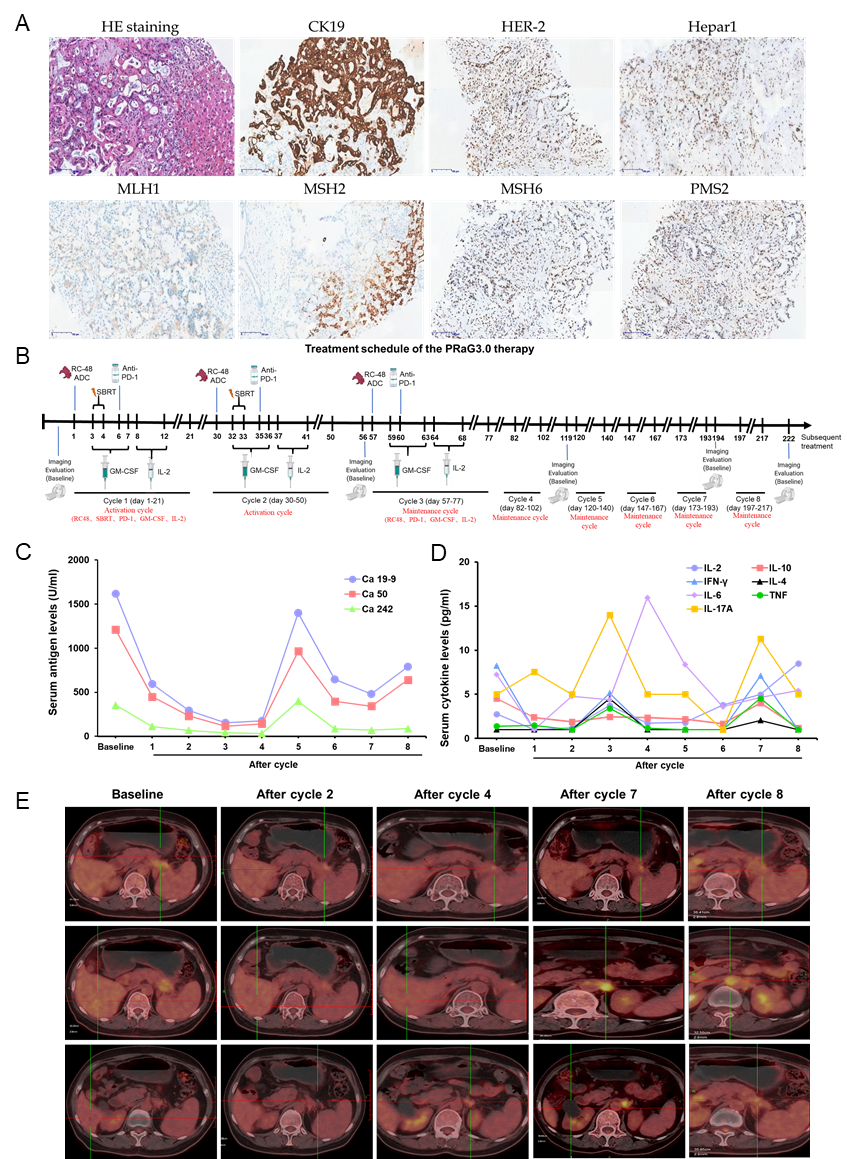 A
HE staining
CK19
HER-2
Hepar1
MLH1
MSH2
MSH6
PMS2
B
Treatment schedule of the PRaG3.0 therapy
RC-48 ADC
SBRT
Anti-PD-1
RC-48 ADC
SBRT
Anti-PD-1
RC-48 ADC
Anti-PD-1
1 3 4 6 7 8 12 21 30 32 33 35 36 37 41 50 56 57 59 60 63 64 68 77 82 102 119 120 140 147 167 173 193 194 197 217 222
Subsequent treatment
Imaging Evaluation (Baseline)
GM-CSF
IL-2
GM-CSF
IL-2
Imaging Evaluation (Baseline)
GM-CSF
IL-2
Imaging Evaluation (Baseline)
Imaging Evaluation (Baseline)
Imaging Evaluation (Baseline)
Cycle 1 (day 1-21)
Activation cycle
(RC48、SBRT、PD-1、GM-CSF、IL-2)
Cycle 2 (day 30-50)
Activation cycle
Cycle 3 (day 57-77)
Maintenance cycle
(RC48、PD-1、GM-CSF、IL-2)
Cycle 4
(day 82-102)
Maintenance cycle
Cycle 5
(day 120-140)
Maintenance cycle
Cycle 6
(day 147-167)
Maintenance cycle
Cycle 7
(day 173-193)
Maintenance cycle
Cycle 8
(day 197-217)
Maintenance cycle
C
Serum antigen levels (U/ml)
2000
1500
1000
500
0
Ca 19-9
Ca 50
Ca 242
Baseline 1 2 3 4 5 6 7 8
After cycle
D
Serum cytokine levels (pg/ml)
20
15
10
5
0
IL-2
IL-10
IFN-γ
IL-4
IL-6
TNF
IL-17A
Baseline 1 2 3 4 5 6 7 8
After cycle
E
Baseline
After cycle 2
After cycle 4
After cycle 7
After cycle 8